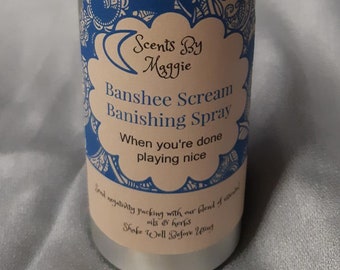 Scents By
Maggie
Banshee Scream
Banishing Spray
When you're done
playing nice
Send negativity packing with our blend of
oils & herbs
Shake Well Before Using